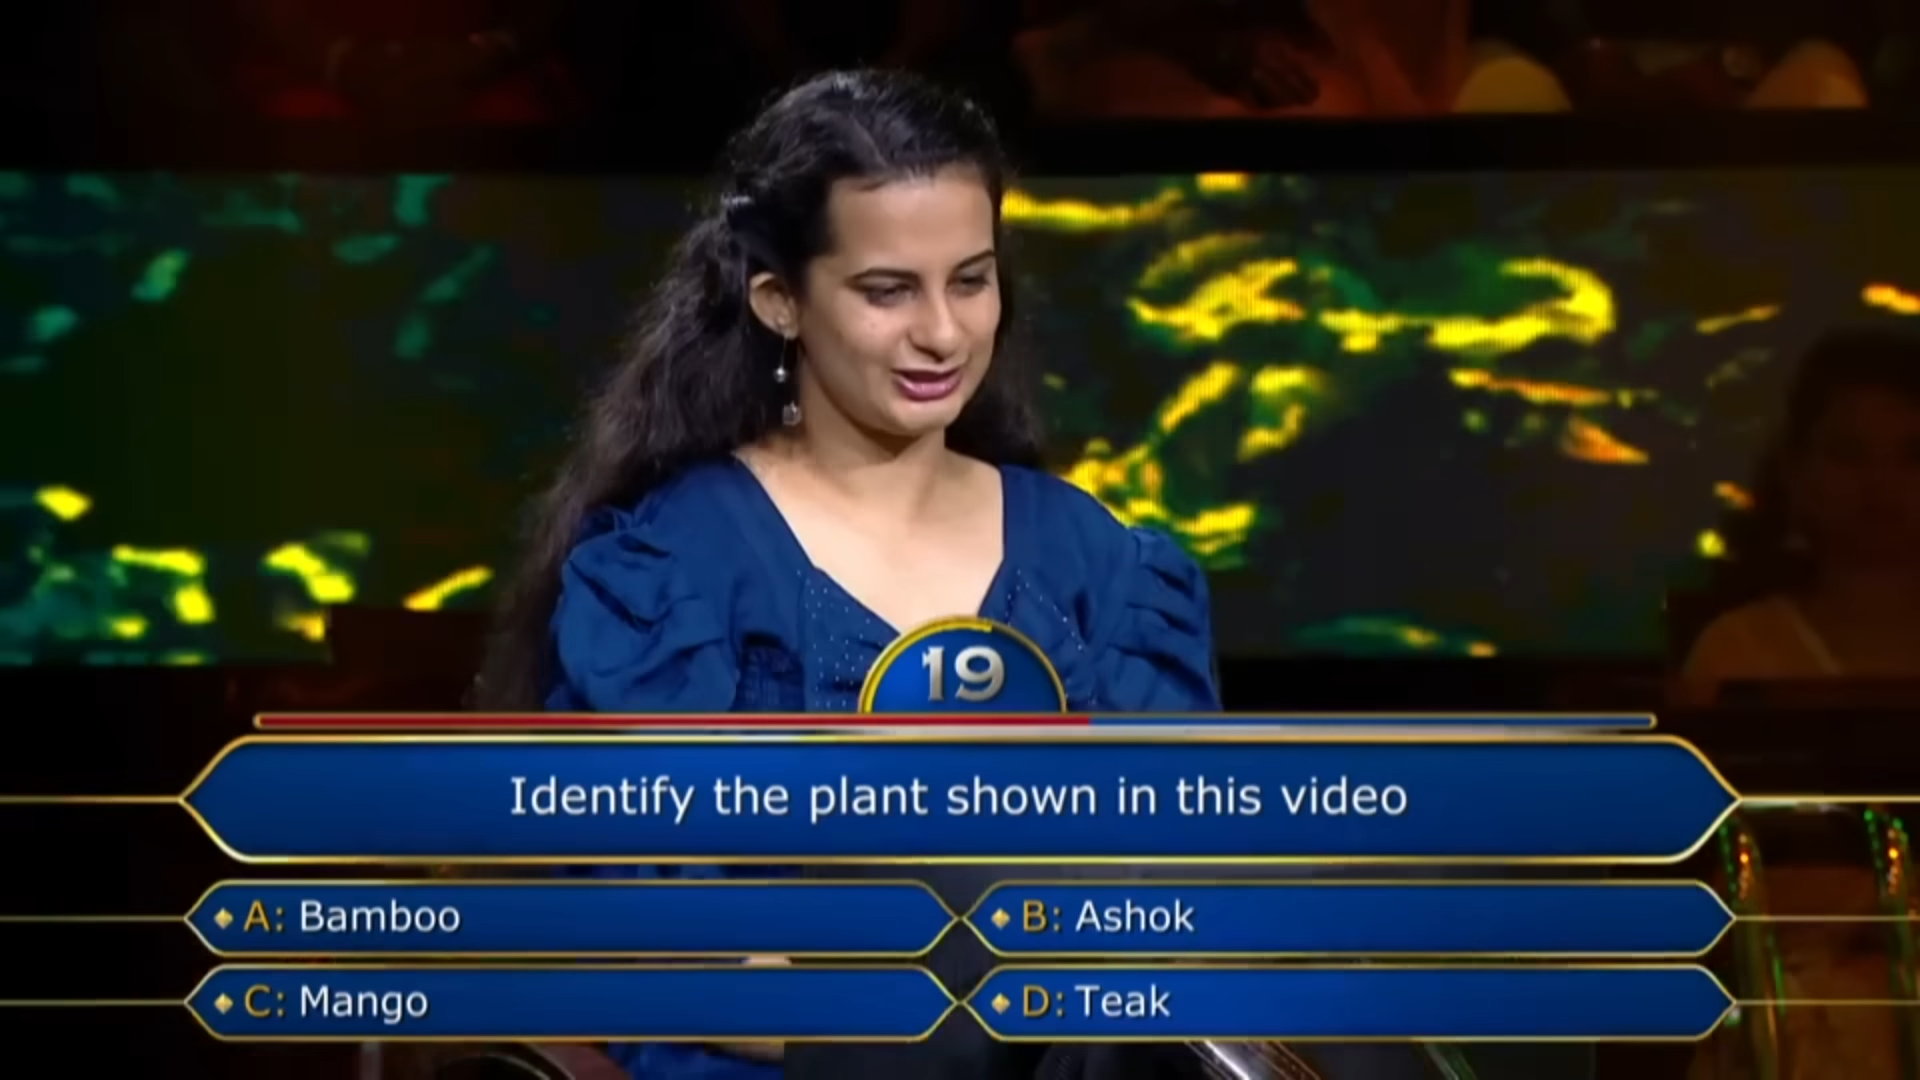 19
Identify the plant shown in this video
A: Bamboo
B: Ashok
C: Mango
D: Teak